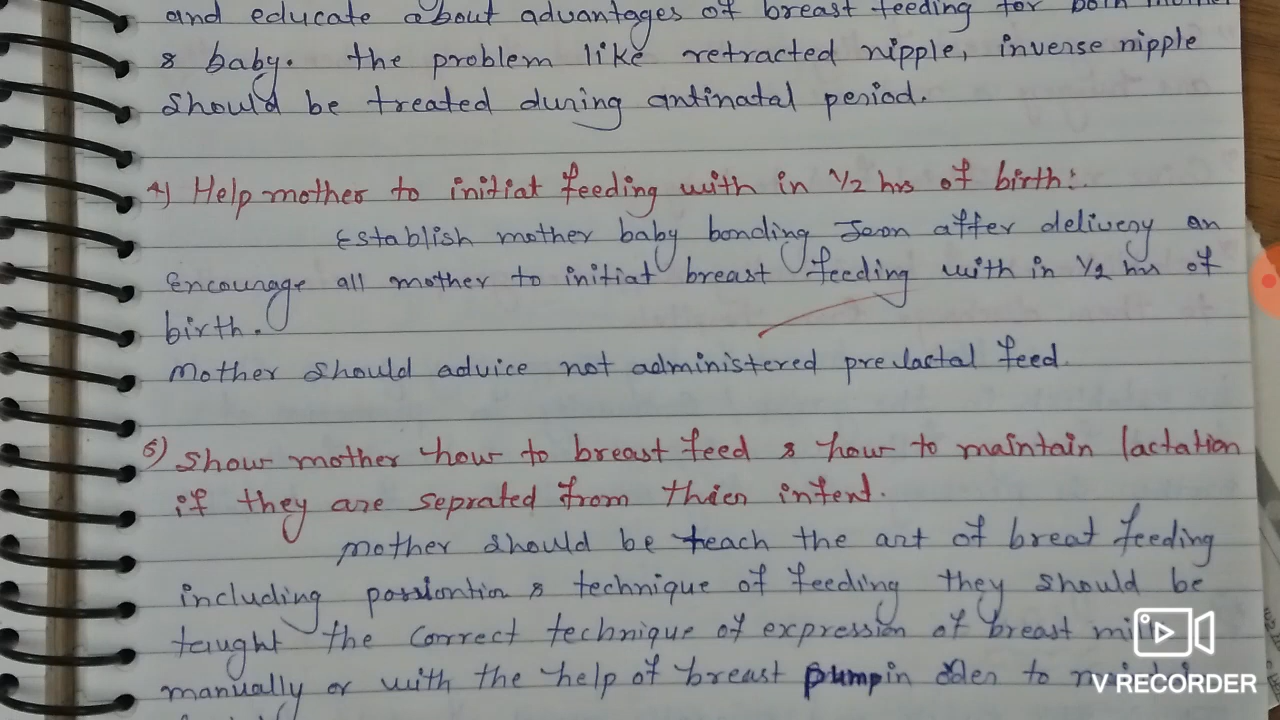 and educate about advantages of breast feeding for both mother
& baby. the problem like retracted nipple, inverse nipple
should be treated during antinatal period.
4) Help mother to initiat feeding with in 1/2 hrs of birth:
Establish mother baby bonding soon after delivery an
encourage all mother to initiat breast feeding with in 1/2 hrs of
birth.
Mother should advice not administered prelactal feed.
5) Show mother how to breast feed & how to maintain lactation
if they are seprated from thier infent.
mother should be teach the art of breat feeding
including & technique of feeding they should be
taught the correct technique of expression of breast milk
manually or with the help of breast pump in oder to
V RECORDER